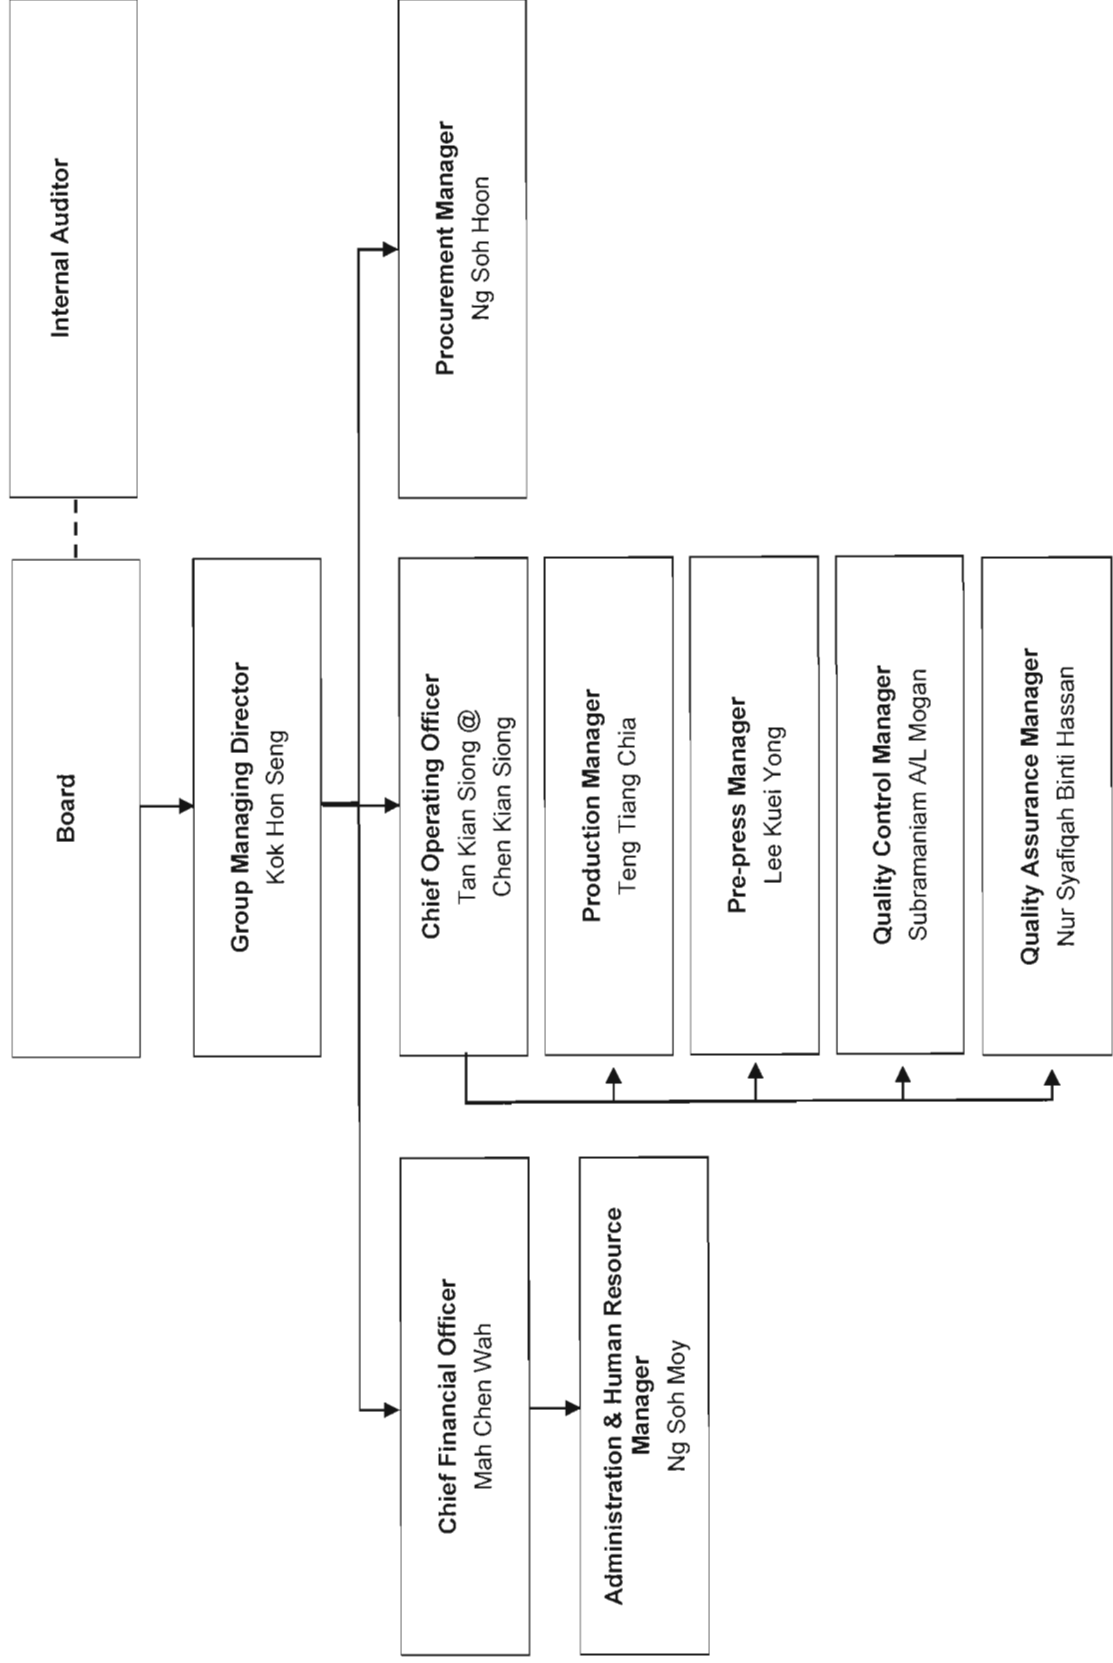 Board
Internal Auditor
Group Managing Director
Kok Hon Seng
Chief Financial Officer
Mah Chen Wah
Administration & Human Resource
Manager
Ng Soh Moy
Chief Operating Officer
Tan Kian Siong @
Chen Kian Siong
Production Manager
Teng Tiang Chia
Pre-press Manager
Lee Kuei Yong
Quality Control Manager
Subramaniam A/L Mogan
Quality Assurance Manager
Nur Syafiqah Binti Hassan
Procurement Manager
Ng Soh Hoon